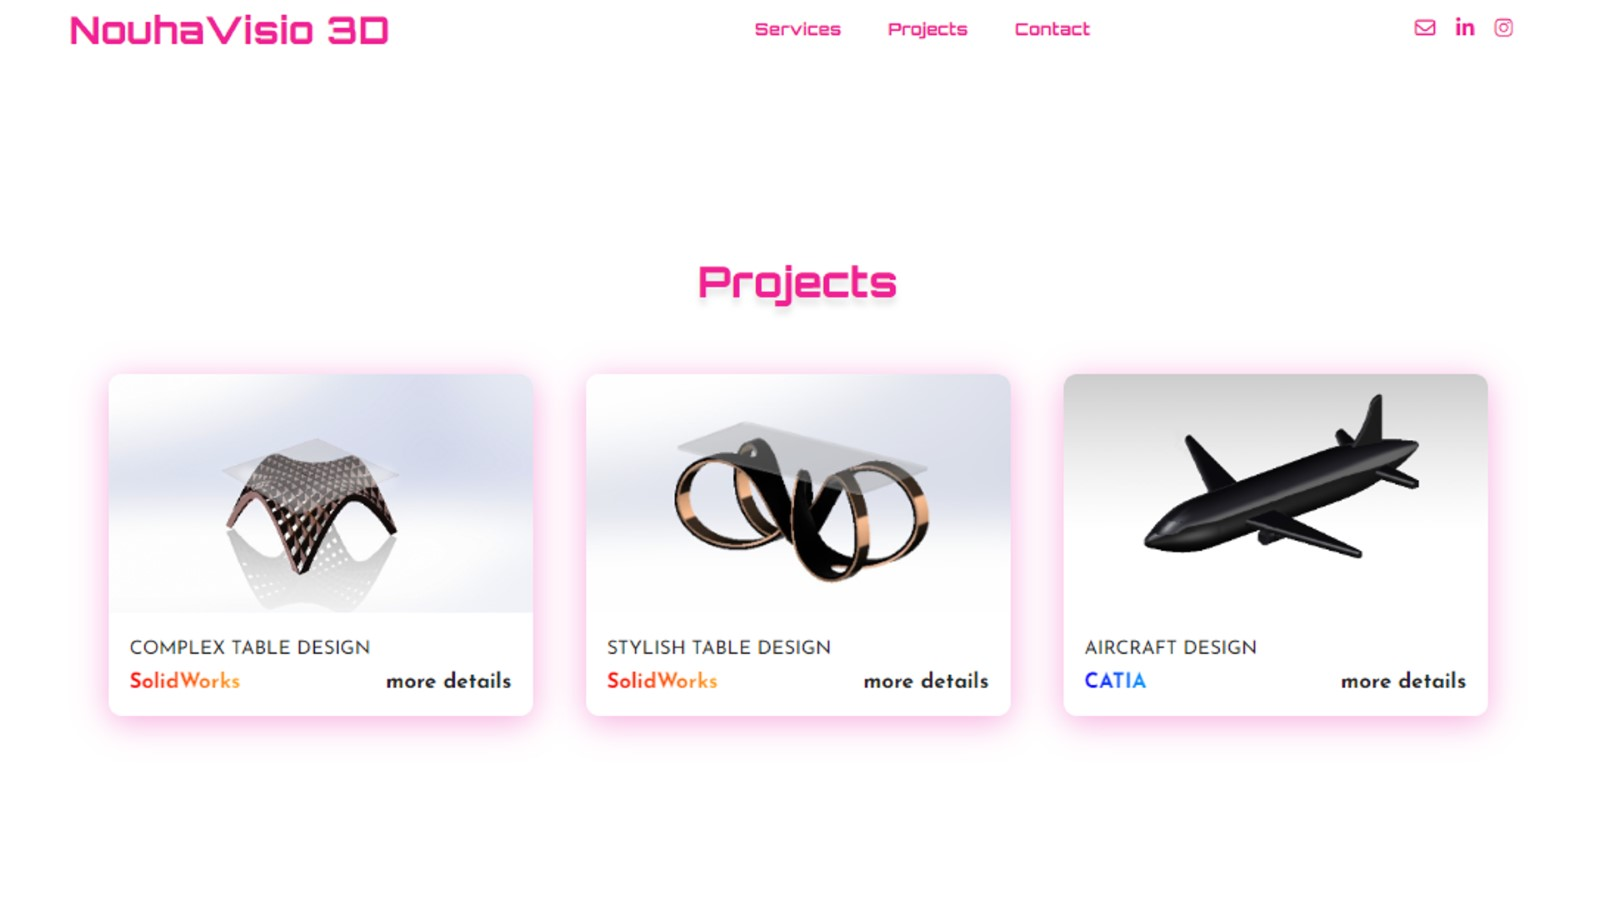 NouhaVisio 3D
Services Projects Contact
Projects
COMPLEX TABLE DESIGN
SolidWorks more details
STYLISH TABLE DESIGN
SolidWorks more details
AIRCRAFT DESIGN
CATIA more details